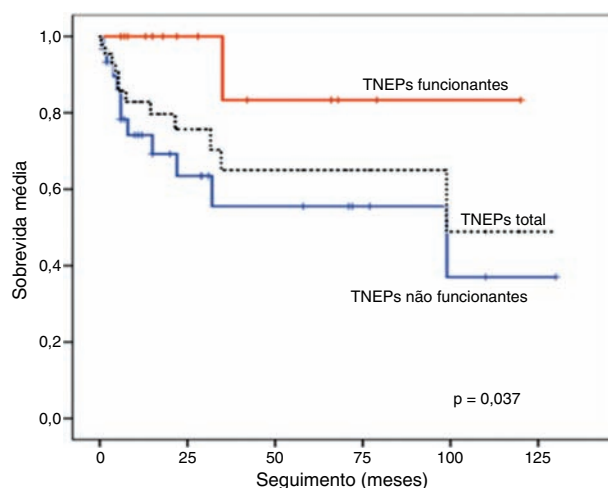 Sobrevida média
1,0
0,8
0,6
0,4
0,2
0,0
TNEPs funcionantes
TNEPs total
TNEPs não funcionantes
p = 0,037
0 25 50 75 100 125
Seguimento (meses)